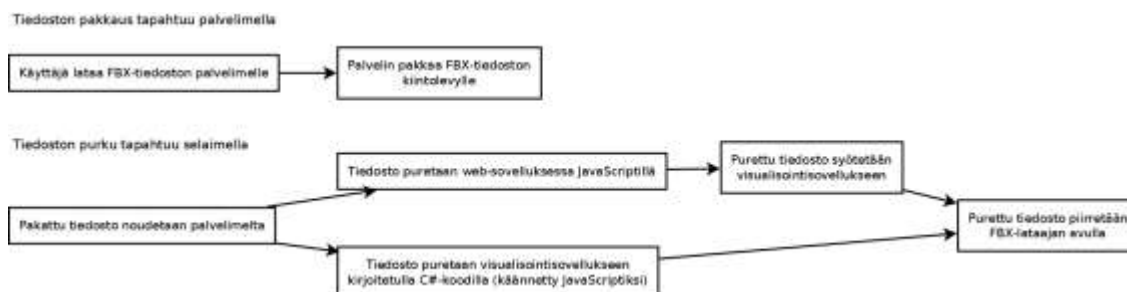 Tiedoston pakkaus tapahtuu palvelimella
Käyttäjä lataa FBX-tiedoston palvelimelle
Palvelin pakkaa FBX-tiedoston
kiintolevylle
Tiedoston purku tapahtuu selaimella
Pakattu tiedosto noudetaan palvelimelta
Tiedosto puretaan web-sovelluksessa JavaScriptillä
Purettu tiedosto syötetään
visualisointisovellukseen
Tiedosto puretaan visualisointisovellukseen
kirjoitetulla C#-koodilla (käännetty JavaScriptiksi)
Purettu tiedosto piirretään
FBX-lataajan avulla